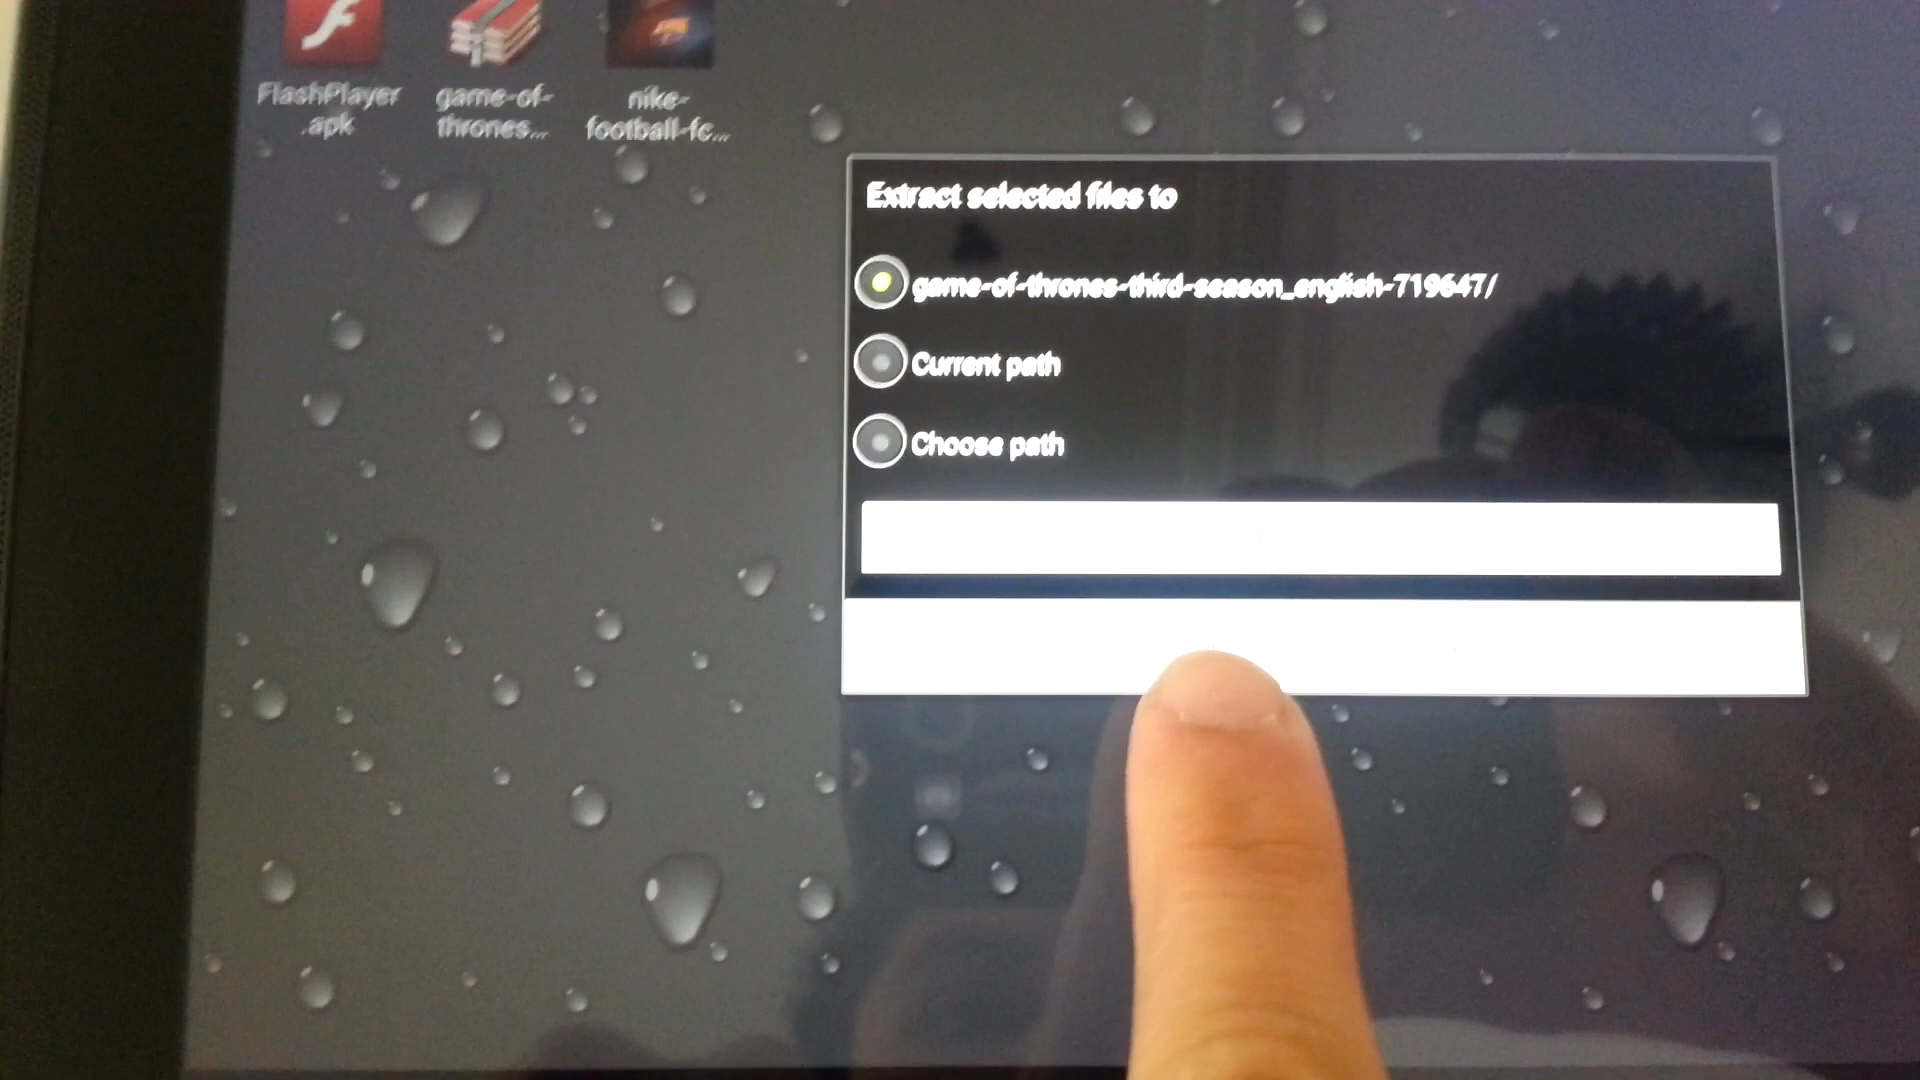 FlashPlayer
.apk
game-of-
thrones...
nike-
football-fc...
Extract selected files to
game-of-thrones-third-season_english-719647/
Current path
Choose path